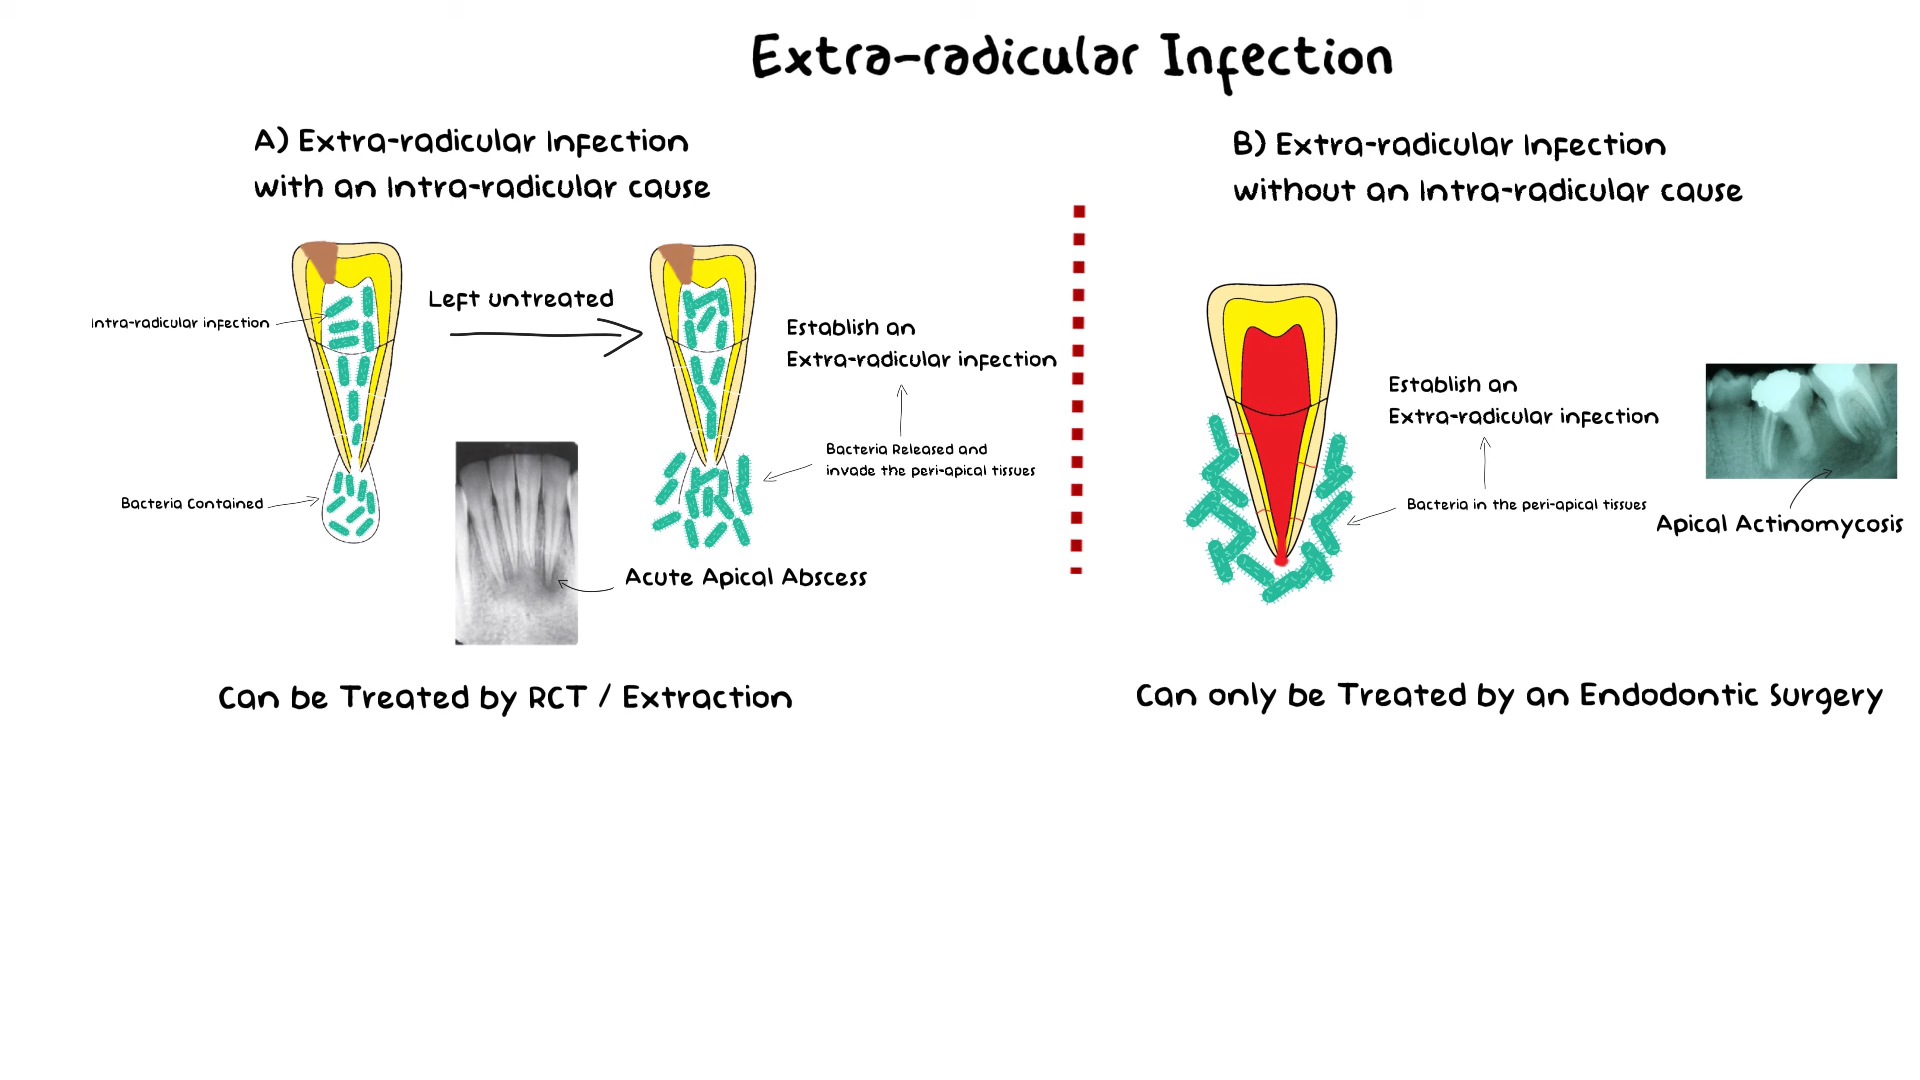 Extra-radicular Infection
A) Extra-radicular Infection
with an Intra-radicular cause
Intra-radicular infection
Left untreated
Establish an
Extra-radicular infection
Bacteria Released and
invade the peri-apical tissues
Bacteria Contained
Acute Apical Abscess
Can be Treated by RCT / Extraction
B) Extra-radicular Infection
without an Intra-radicular cause
Establish an
Extra-radicular infection
Bacteria in the peri-apical tissues
Apical Actinomycosis
Can only be Treated by an Endodontic Surgery